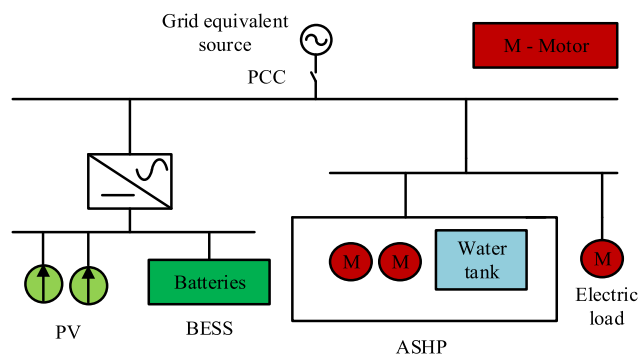 Grid equivalent
source
M - Motor
PCC
Batteries
M
M
Water
tank
M
Electric
load
PV
BESS
ASHP